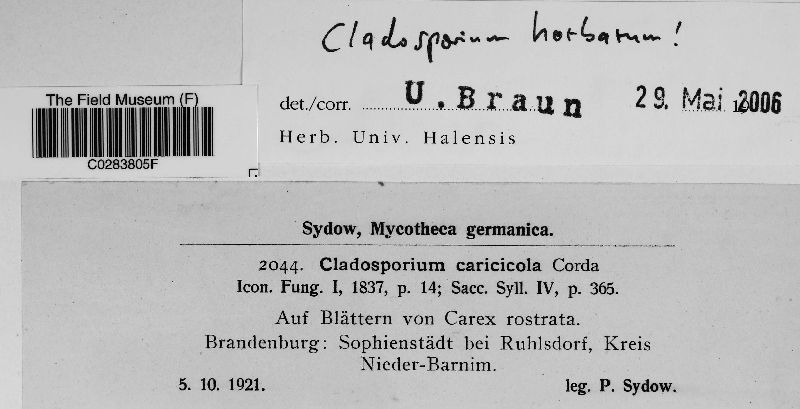 Cladosporium herbarum!
The Field Museum (F)
C0283805F
det./corr. U. Braun 29. Mai 2006
Herb. Univ. Halensis
Sydow, Mycotheca germanica.
2044. Cladosporium caricicola Corda
Icon. Fung. I, 1837, p. 14; Sacc. Syll. IV, p. 365.
Auf Blättern von Carex rostrata.
Brandenburg: Sophienstädt bei Ruhlsdorf, Kreis
Nieder-Barnim.
5. 10. 1921. leg. P. Sydow.